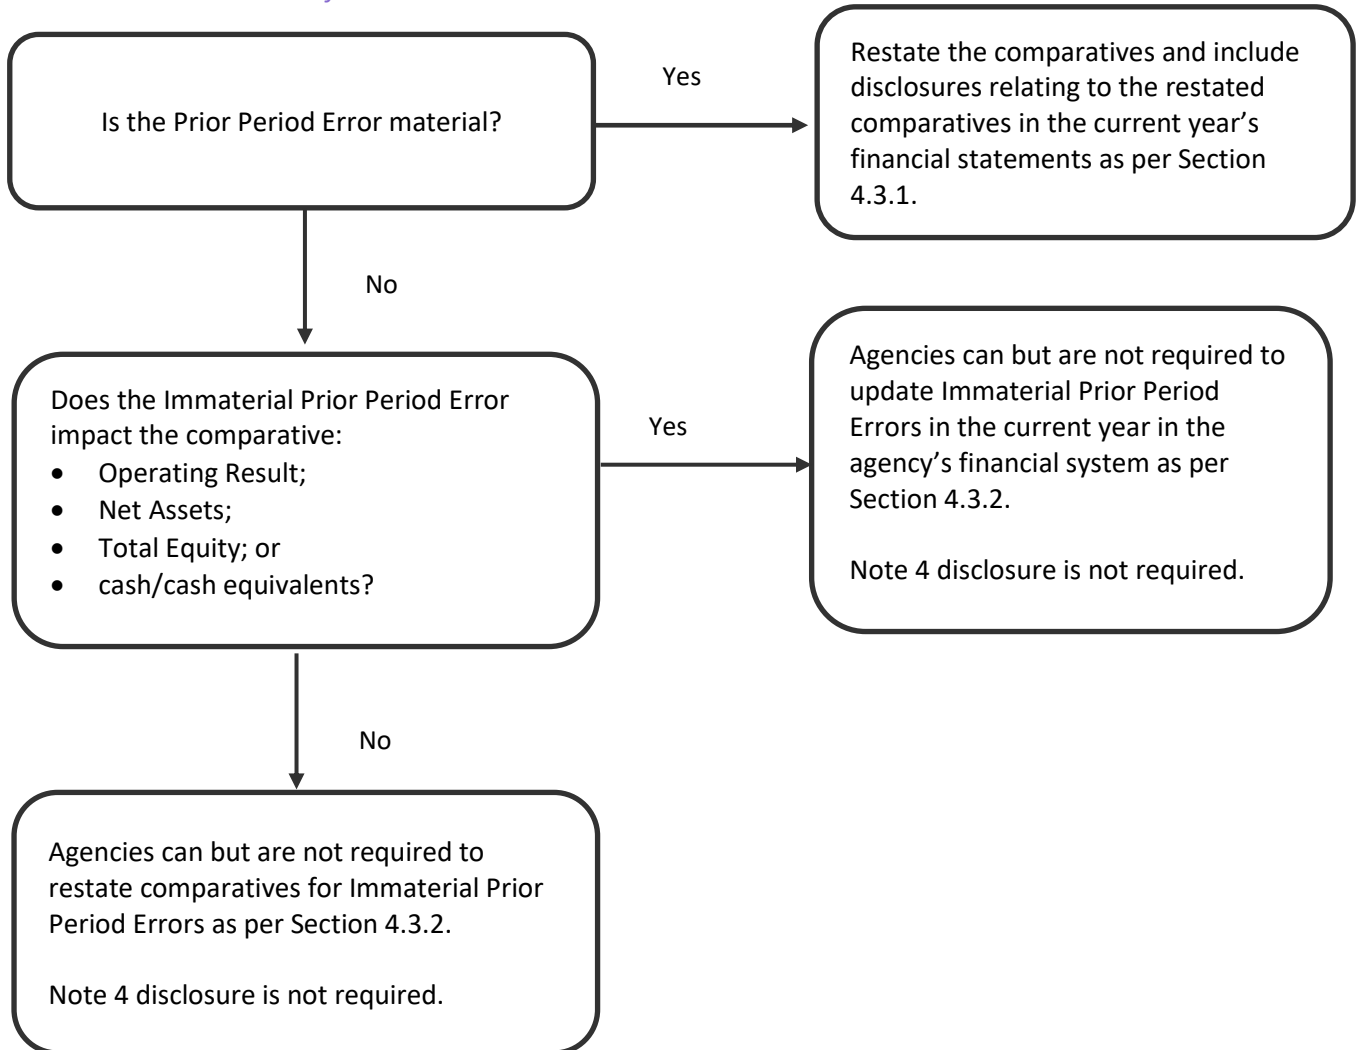 Is the Prior Period Error material?
Yes
Restate the comparatives and include
disclosures relating to the restated
comparatives in the current year’s
financial statements as per Section
4.3.1.
No
Does the Immaterial Prior Period Error
impact the comparative:
• Operating Result;
• Net Assets;
• Total Equity; or
• cash/cash equivalents?
Yes
Agencies can but are not required to
update Immaterial Prior Period
Errors in the current year in the
agency’s financial system as per
Section 4.3.2.
Note 4 disclosure is not required.
No
Agencies can but are not required to
restate comparatives for Immaterial Prior
Period Errors as per Section 4.3.2.
Note 4 disclosure is not required.